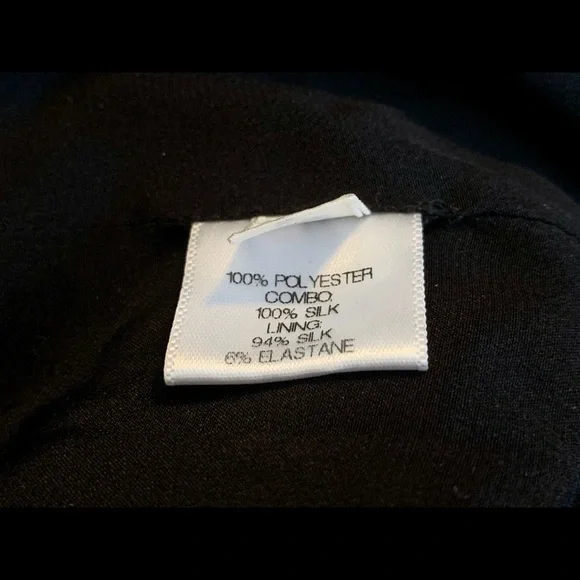 100% POLYESTER
COMBO:
100% SILK
LINING:
94% SILK
6% ELASTANE